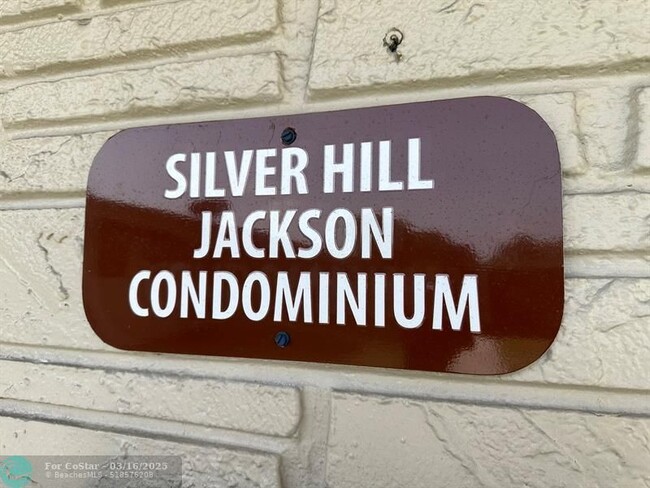 SILVER HILL
JACKSON
CONDOMINIUM
For CoStar - 03/16/2025